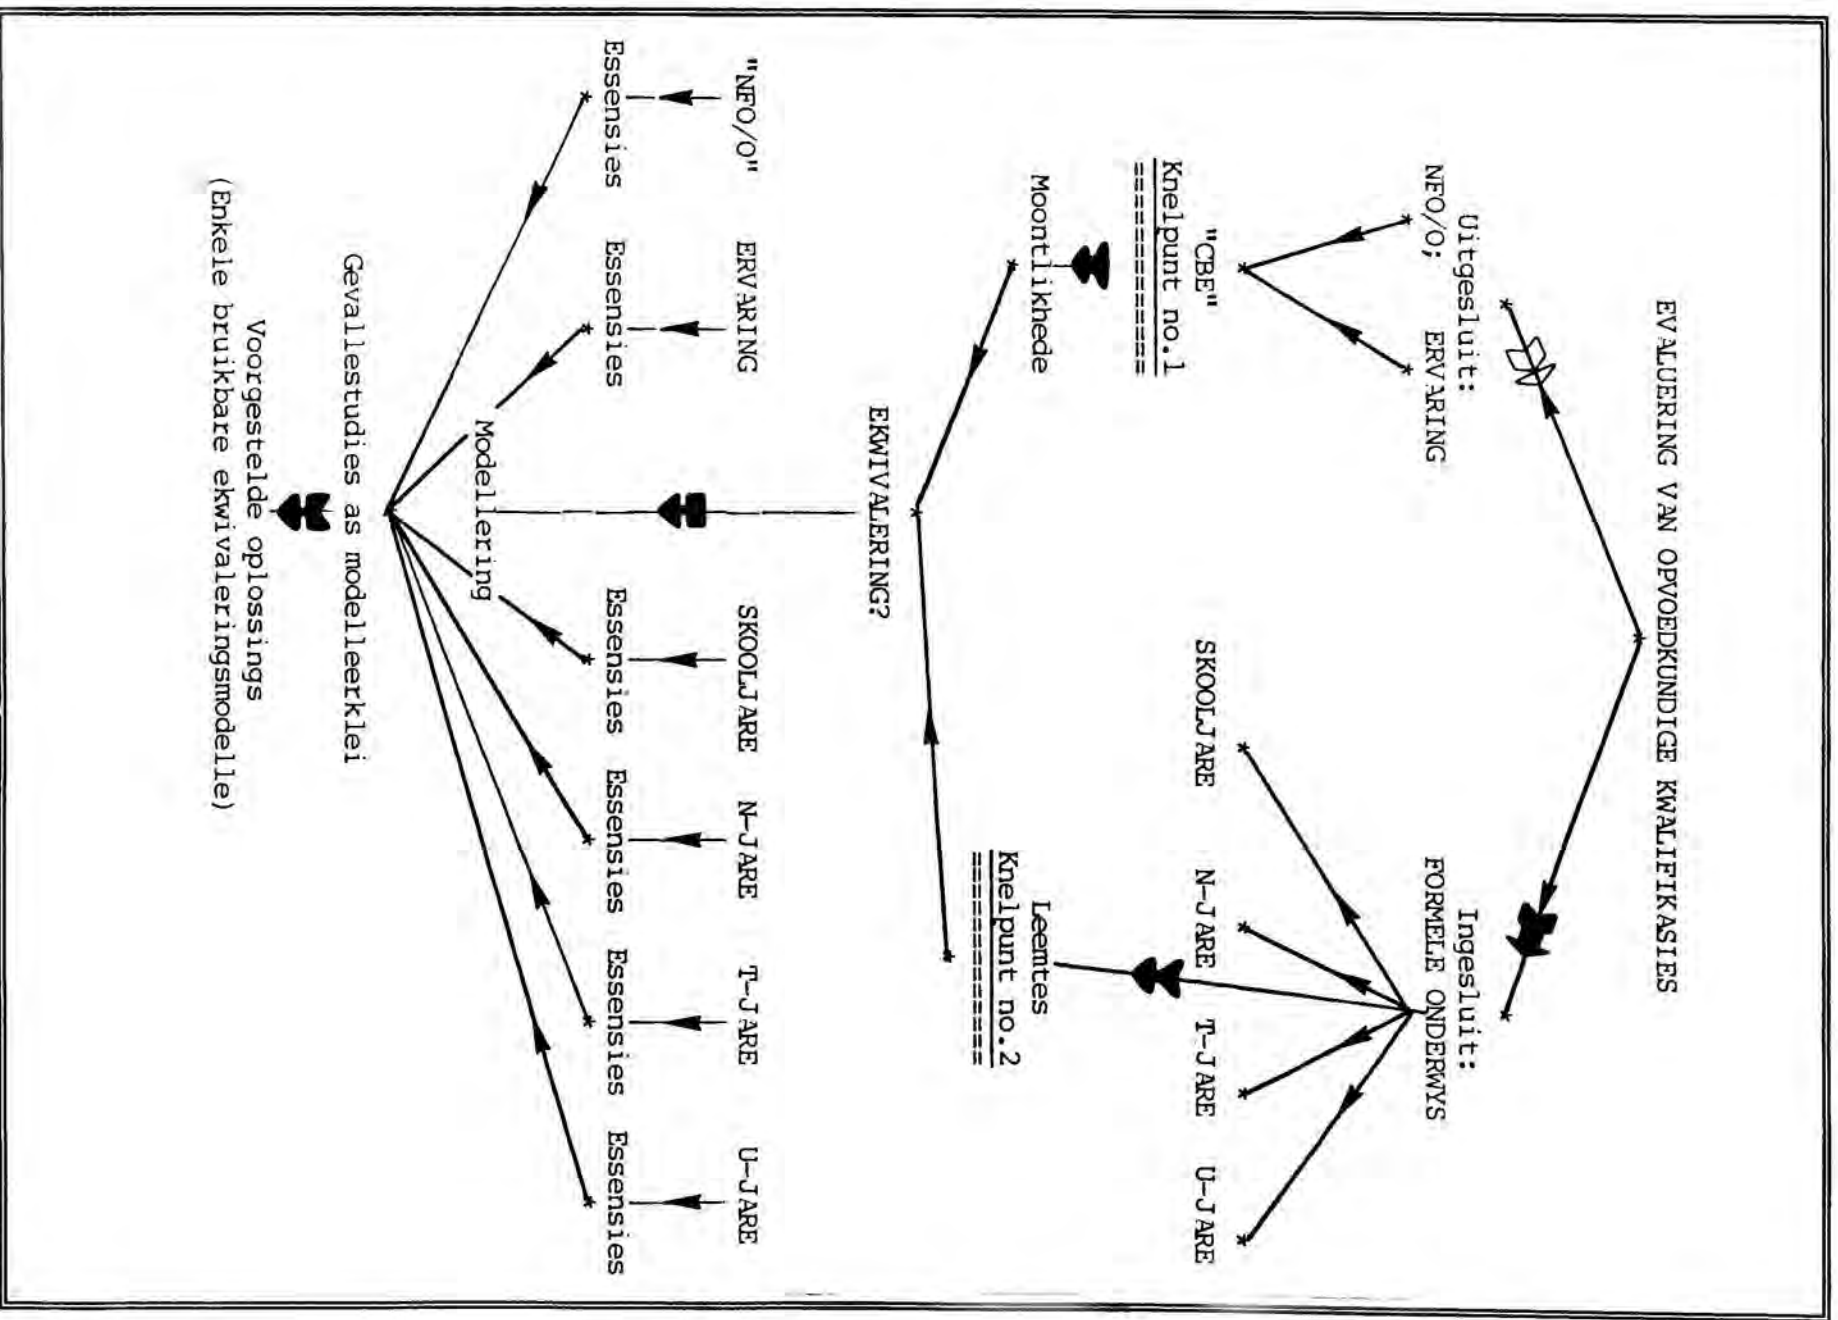 EVALUERING VAN OPVOEDKUNDIGE KWALIFIKASIES
Uitgesluit:
NFO/O; ERVARING
Ingesluit:
FORMELE ONDERWYS
"CBE"
Knelpunt no.1
=============
SKOOLJARE N-JARE T-JARE U-JARE
Moontlikhede
Leemtes
Knelpunt no.2
=============
EKWIVALERING?
"NFO/O" ERVARING SKOOLJARE N-JARE T-JARE U-JARE
Essensies Essensies Essensies Essensies Essensies Essensies
Modellering
Gevallestudies as modelleerklei
Voorgestelde oplossings
(Enkele bruikbare ekwivaleringsmodelle)